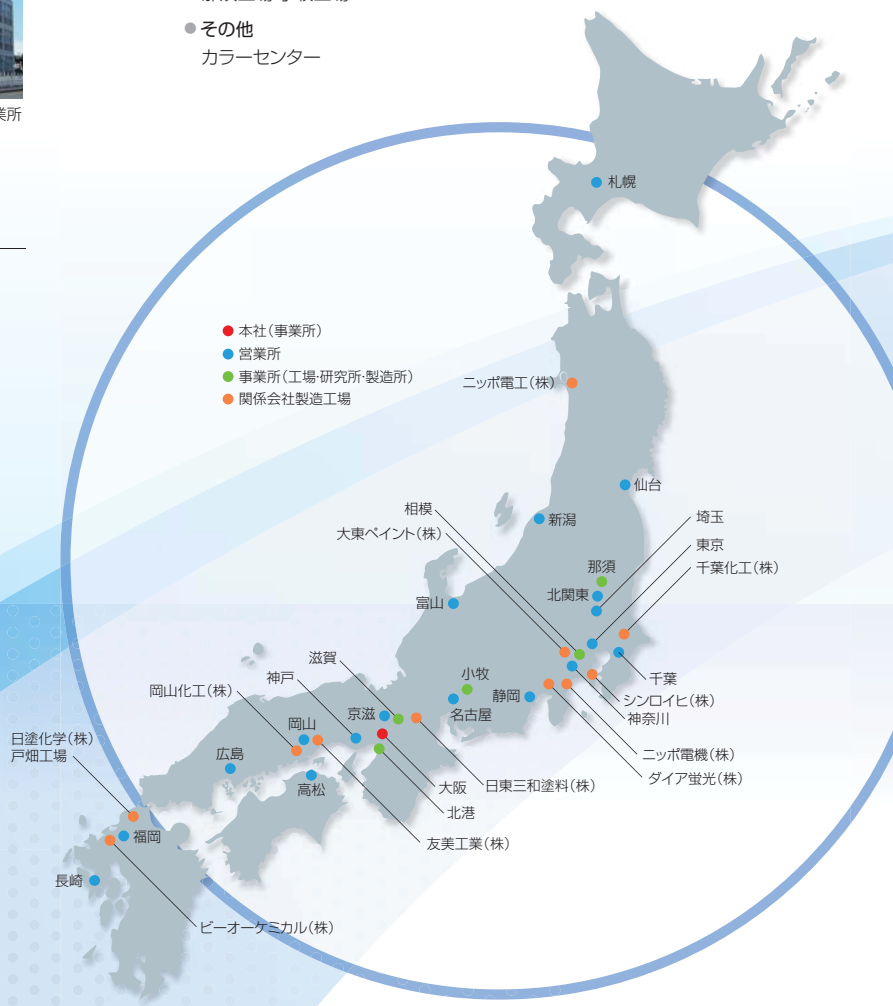 ● その他
カラーセンター
業所
札幌
● 本社(事業所)
● 営業所
● 事業所(工場・研究所・製造所)
● 関係会社製造工場
ニッポ電工(株)
仙台
相模
新潟
埼玉
大東ペイント(株)
東京
那須
千葉化工(株)
北関東
富山
滋賀
小牧
千葉
神戸
静岡
シンロイヒ(株)
岡山化工(株)
京滋
名古屋
神奈川
岡山
日塗化学(株)
戸畑工場
広島
ニッポ電機(株)
高松
大阪
日東三和塗料(株)
ダイア蛍光(株)
北港
福岡
友美工業(株)
長崎
ビーオーケミカル(株)